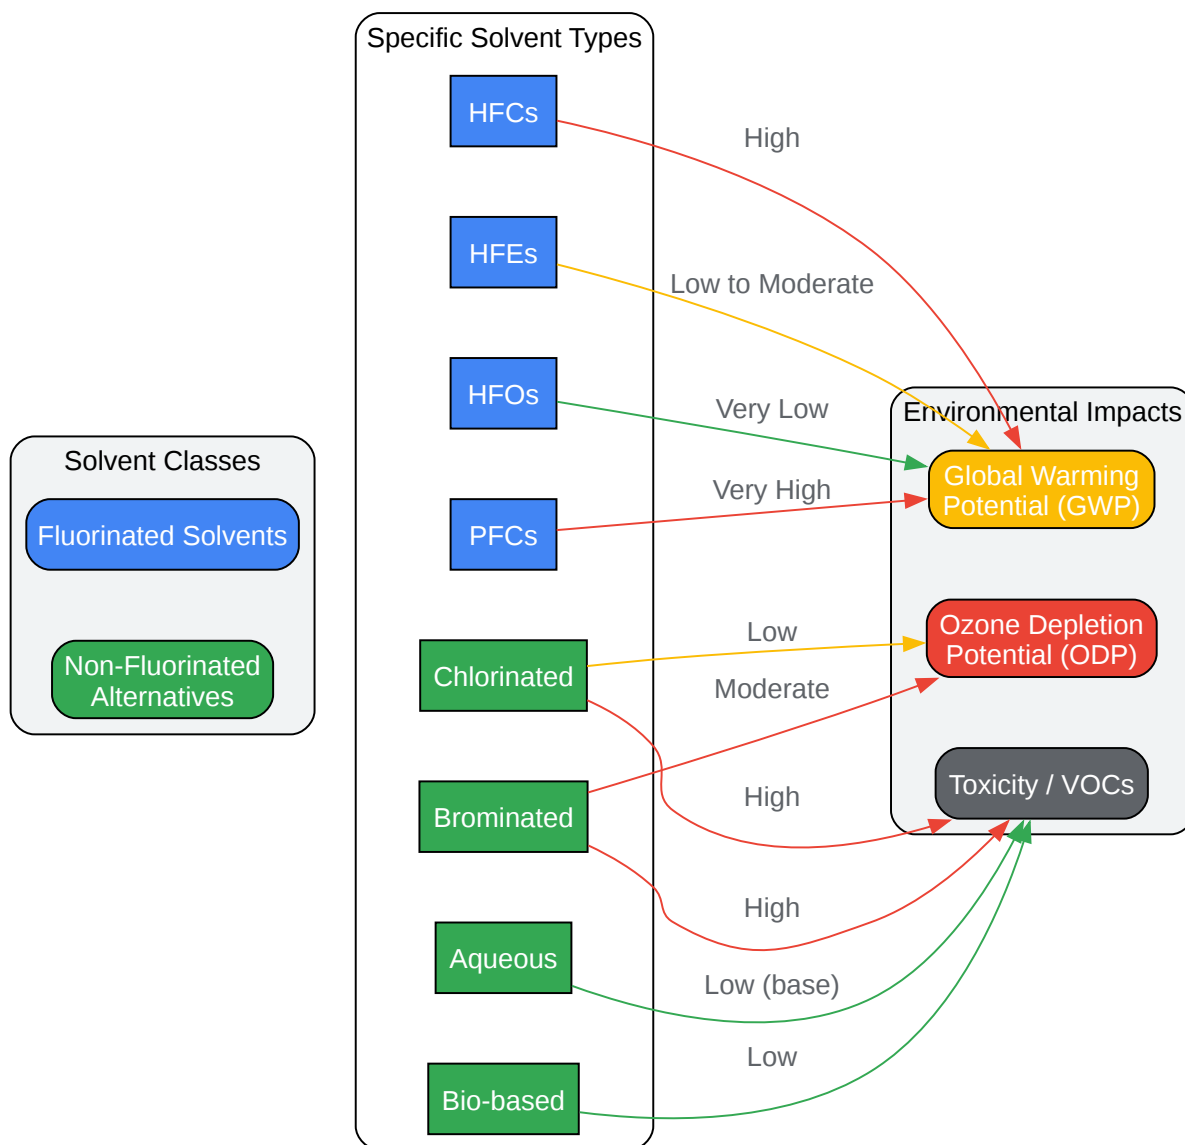 Specific Solvent Types
HFCs
High
HFEs
Low to Moderate
HFOs
Very Low
Environmental Impacts
Solvent Classes
Global Warming
Potential (GWP)
Very High
Fluorinated Solvents
PFCs
Low
Ozone Depletion
Potential (ODP)
Non-Fluorinated
Alternatives
Chlorinated
Moderate
Toxicity / VOCs
High
Brominated
High
Aqueous
Low (base)
Low
Bio-based